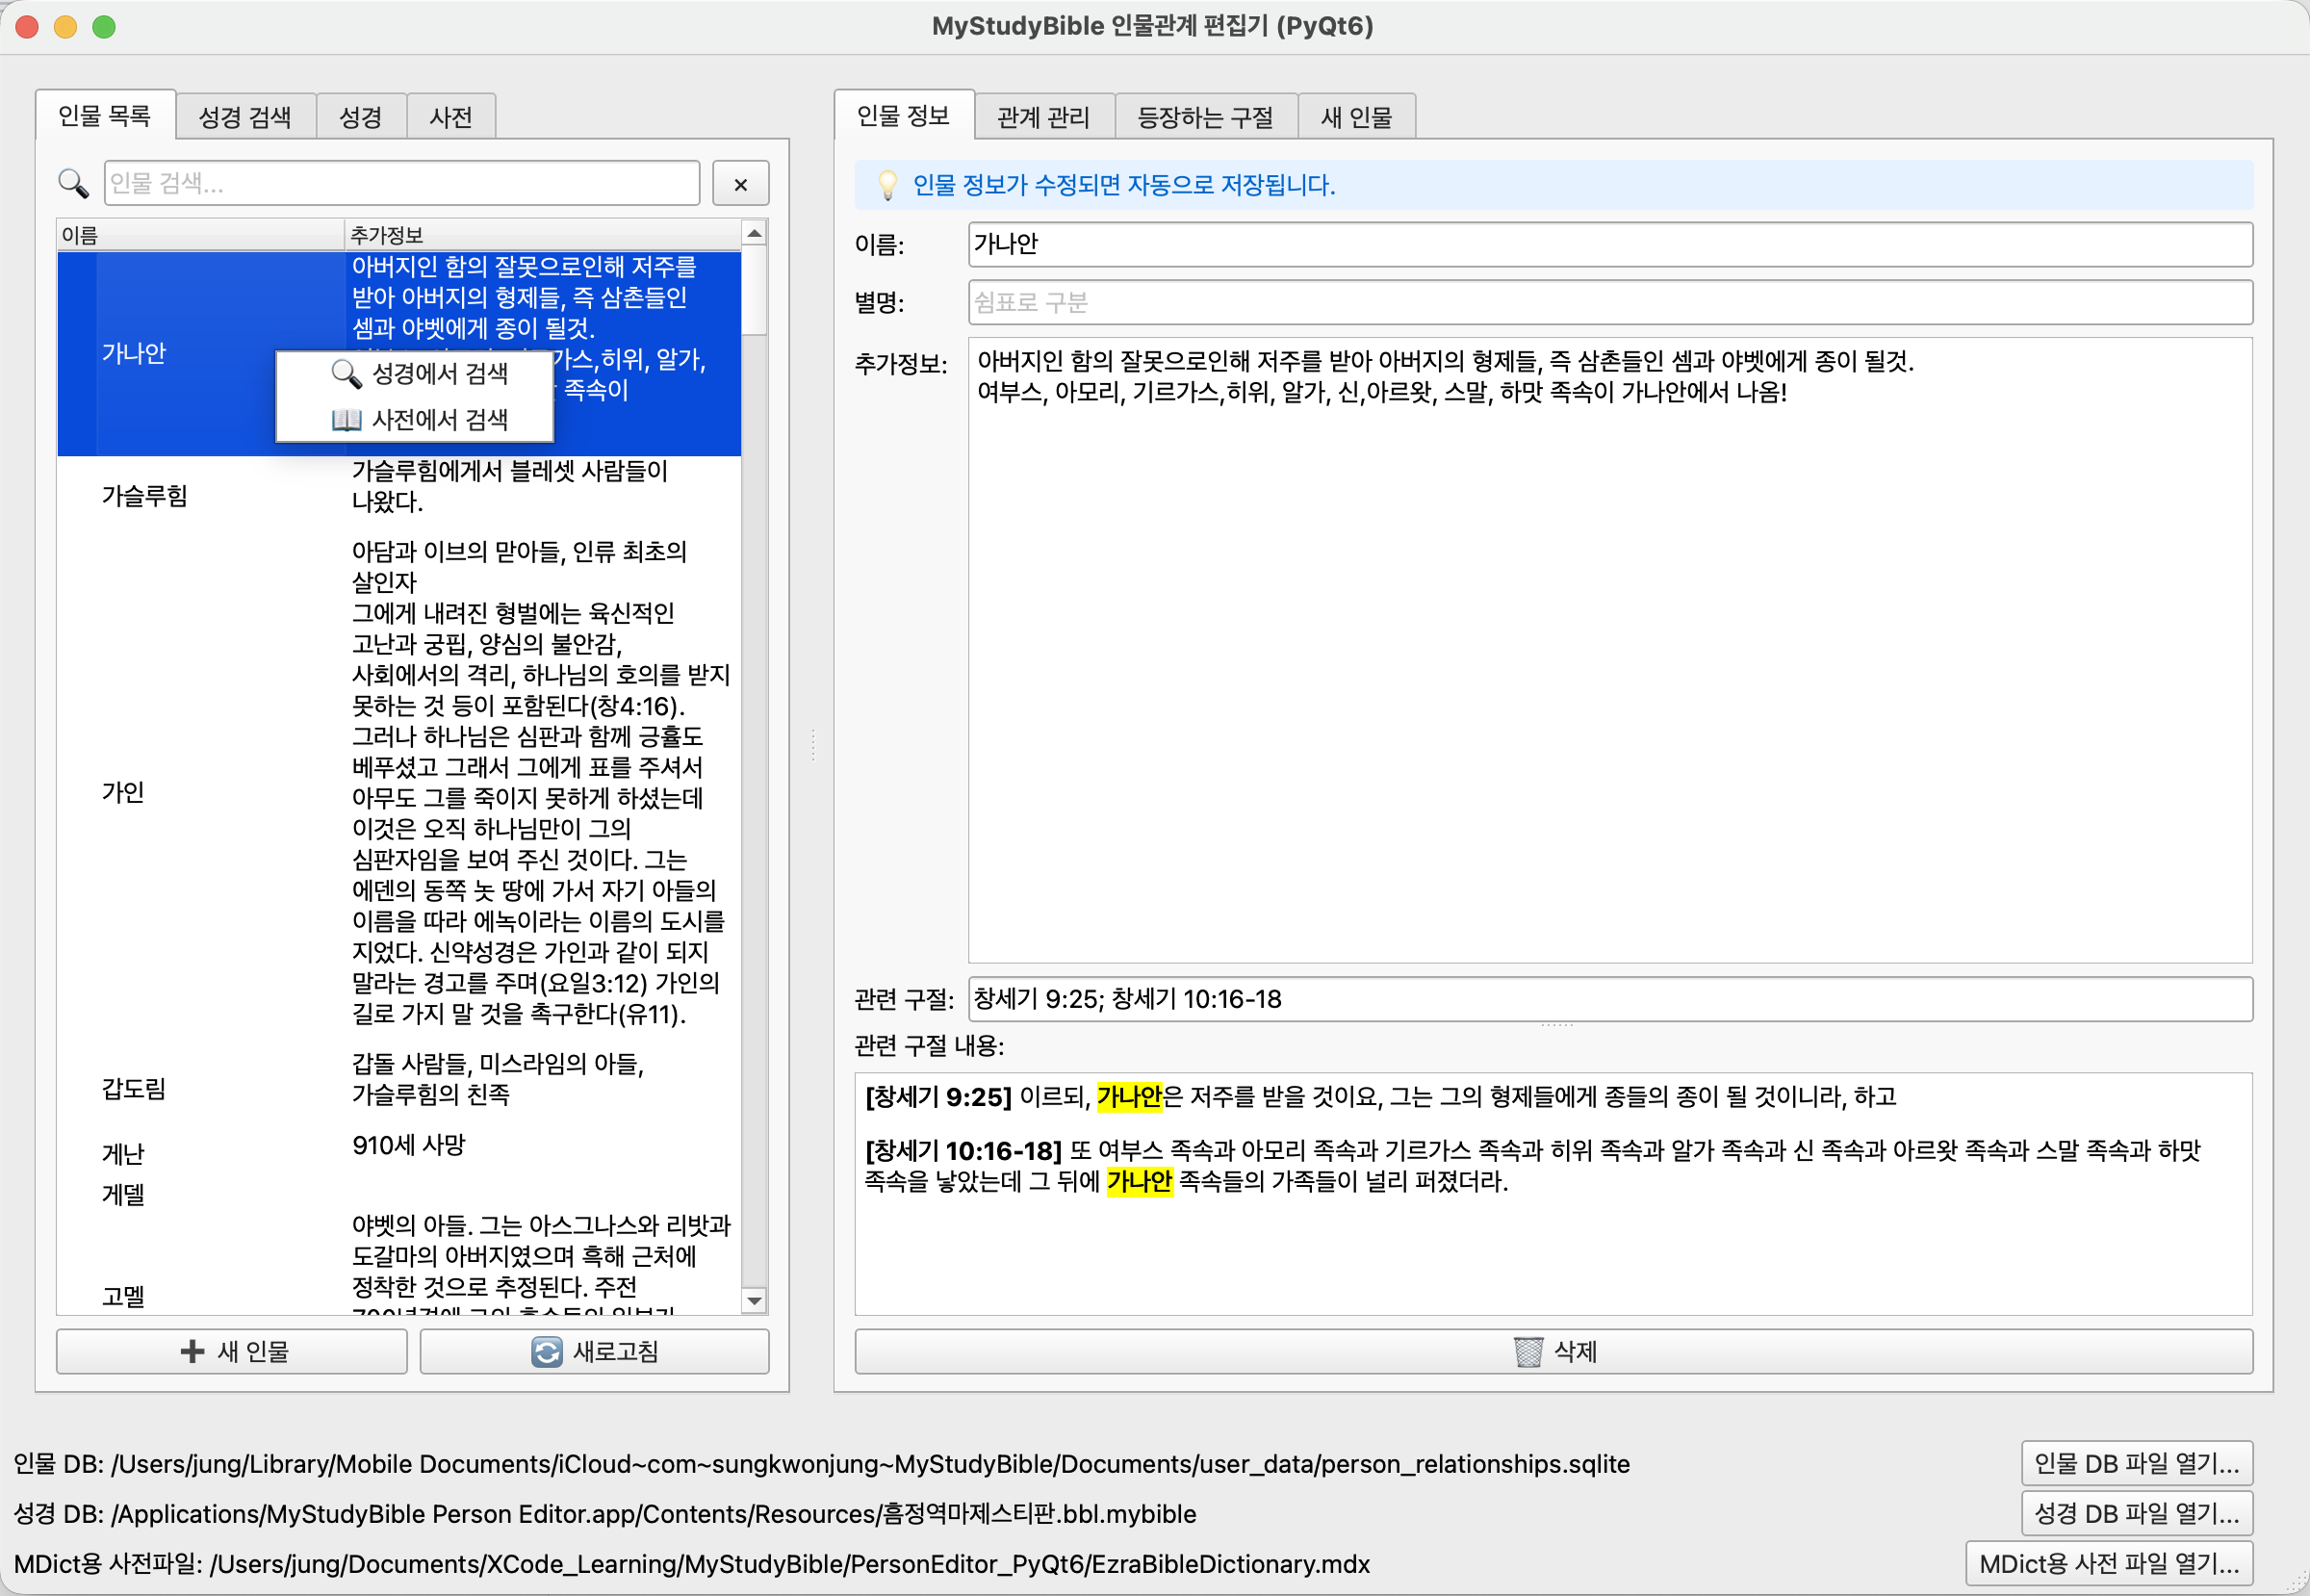 MyStudyBible 인물관계 편집기 (PyQt6)
인물 목록
성경 검색
성경
사전
인물 검색...
×
이름
추가정보
가나안
아버지인 함의 잘못으로인해 저주를
받아 아버지의 형제들, 즉 삼촌들인
셈과 야벳에게 종이 될것.
가스,히위, 알가,
족속이
성경에서 검색
사전에서 검색
가슬루힘
가슬루힘에게서 블레셋 사람들이
나왔다.
가인
아담과 이브의 맏아들, 인류 최초의
살인자
그에게 내려진 형벌에는 육신적인
고난과 궁핍, 양심의 불안감,
사회에서의 격리, 하나님의 호의를 받지
못하는 것 등이 포함된다(창4:16).
그러나 하나님은 심판과 함께 긍휼도
베푸셨고 그래서 그에게 표를 주셔서
아무도 그를 죽이지 못하게 하셨는데
이것은 오직 하나님만이 그의
심판자임을 보여 주신 것이다. 그는
에덴의 동쪽 놋 땅에 가서 자기 아들의
이름을 따라 에녹이라는 이름의 도시를
지었다. 신약성경은 가인과 같이 되지
말라는 경고를 주며(요일3:12) 가인의
길로 가지 말 것을 촉구한다(유11).
갑도림
갑돌 사람들, 미스라임의 아들,
가슬루힘의 친족
게난
910세 사망
게델
고멜
야벳의 아들. 그는 아스그나스와 리밧과
도갈마의 아버지였으며 흑해 근처에
정착한 것으로 추정된다. 주전
새 인물
새로고침
인물 정보
관계 관리
등장하는 구절
새 인물
인물 정보가 수정되면 자동으로 저장됩니다.
이름:
가나안
별명:
쉼표로 구분
추가정보:
아버지인 함의 잘못으로인해 저주를 받아 아버지의 형제들, 즉 삼촌들인 셈과 야벳에게 종이 될것.
여부스, 아모리, 기르가스,히위, 알가, 신,아르왓, 스말, 하맛 족속이 가나안에서 나옴!
관련 구절:
창세기 9:25; 창세기 10:16-18
관련 구절 내용:
[창세기 9:25] 이르되, 가나안은 저주를 받을 것이요, 그는 그의 형제들에게 종들의 종이 될 것이니라, 하고
[창세기 10:16-18] 또 여부스 족속과 아모리 족속과 기르가스 족속과 히위 족속과 알가 족속과 신 족속과 아르왓 족속과 스말 족속과 하맛
족속을 낳았는데 그 뒤에 가나안 족속들의 가족들이 널리 퍼졌더라.
삭제
인물 DB: /Users/jung/Library/Mobile Documents/iCloud~com~sungkwonjung~MyStudyBible/Documents/user_data/person_relationships.sqlite
인물 DB 파일 열기...
성경 DB: /Applications/MyStudyBible Person Editor.app/Contents/Resources/흠정역마제스티판.bbl.mybible
성경 DB 파일 열기...
MDict용 사전파일: /Users/jung/Documents/XCode_Learning/MyStudyBible/PersonEditor_PyQt6/EzraBibleDictionary.mdx
MDict용 사전 파일 열기...